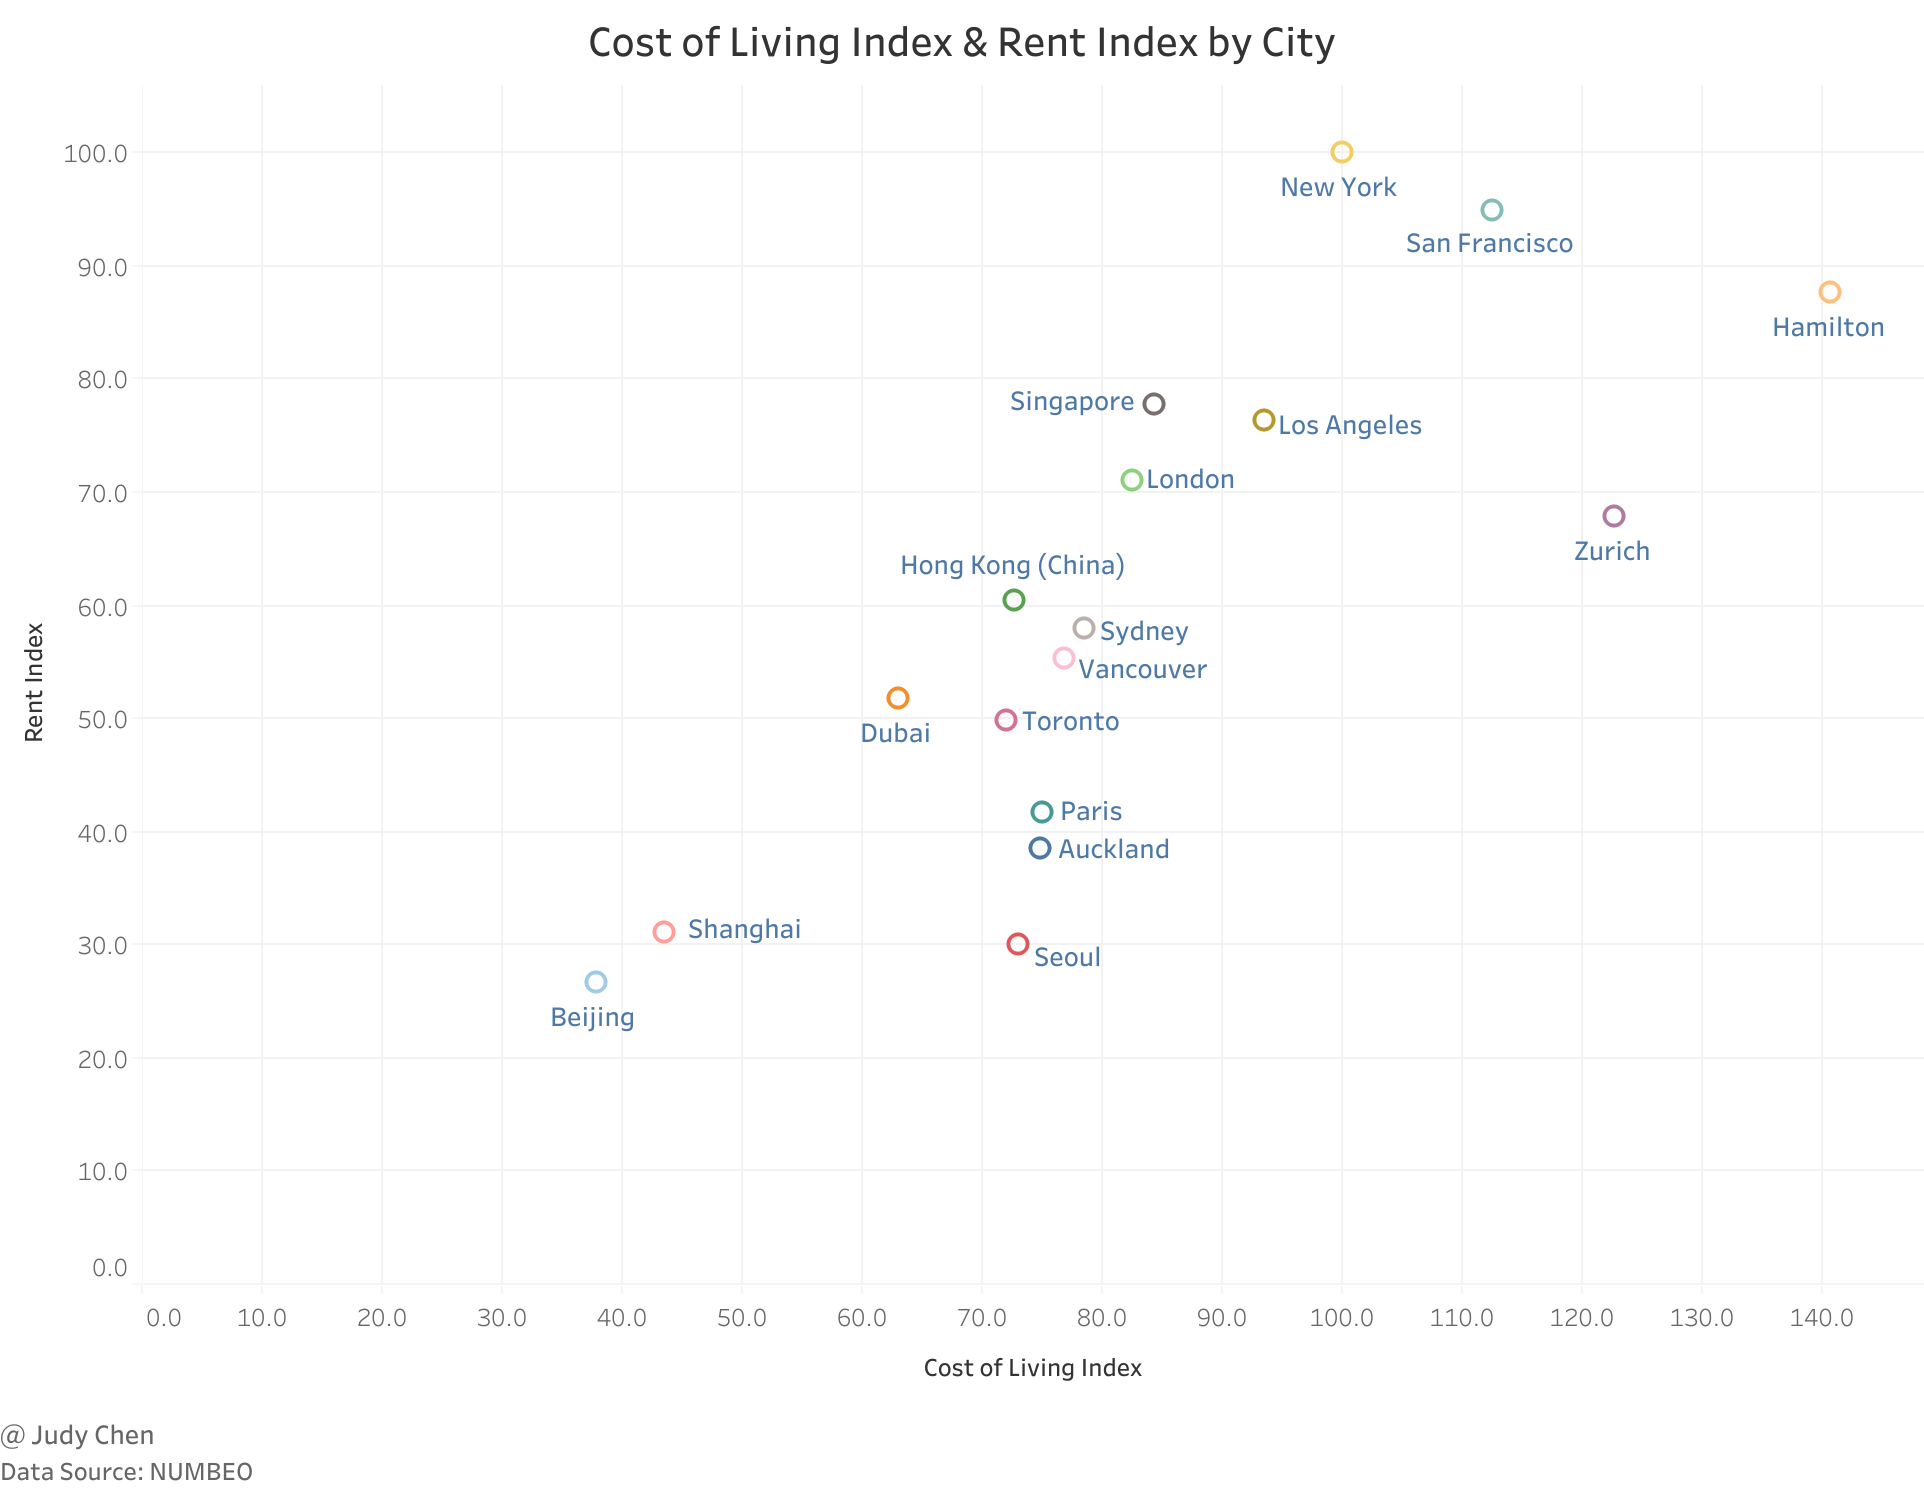 Cost of Living Index & Rent Index by City
100.0
New York
San Francisco
90.0
Hamilton
80.0
Singapore
Los Angeles
London
70.0
Zurich
Hong Kong (China)
60.0
Sydney
Vancouver
Rent Index
50.0
Toronto
Dubai
Paris
40.0
Auckland
Shanghai
30.0
Seoul
Beijing
20.0
10.0
0.0
0.0 10.0 20.0 30.0 40.0 50.0 60.0 70.0 80.0 90.0 100.0 110.0 120.0 130.0 140.0
Cost of Living Index
@ Judy Chen
Data Source: NUMBEO